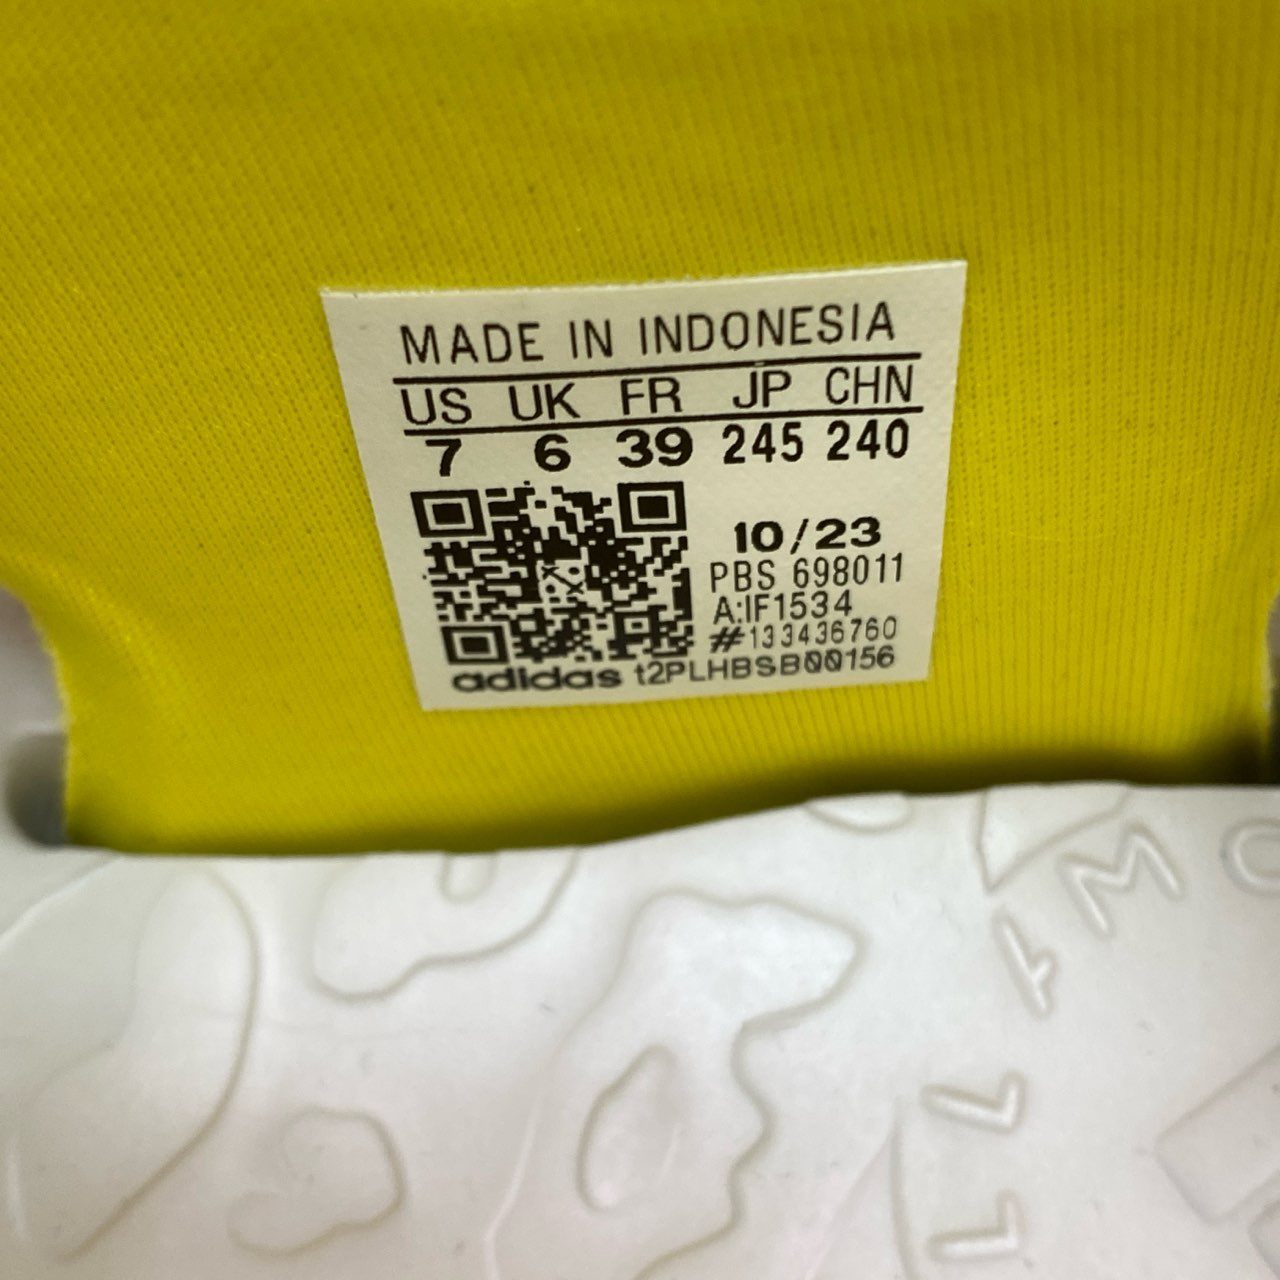 MADE IN INDONESIA
US UK FR JP CHN
7 6 39 245 240
10/23
PBS 698011
A:IF1534
#133436760
adidas t2PLHBSB00156